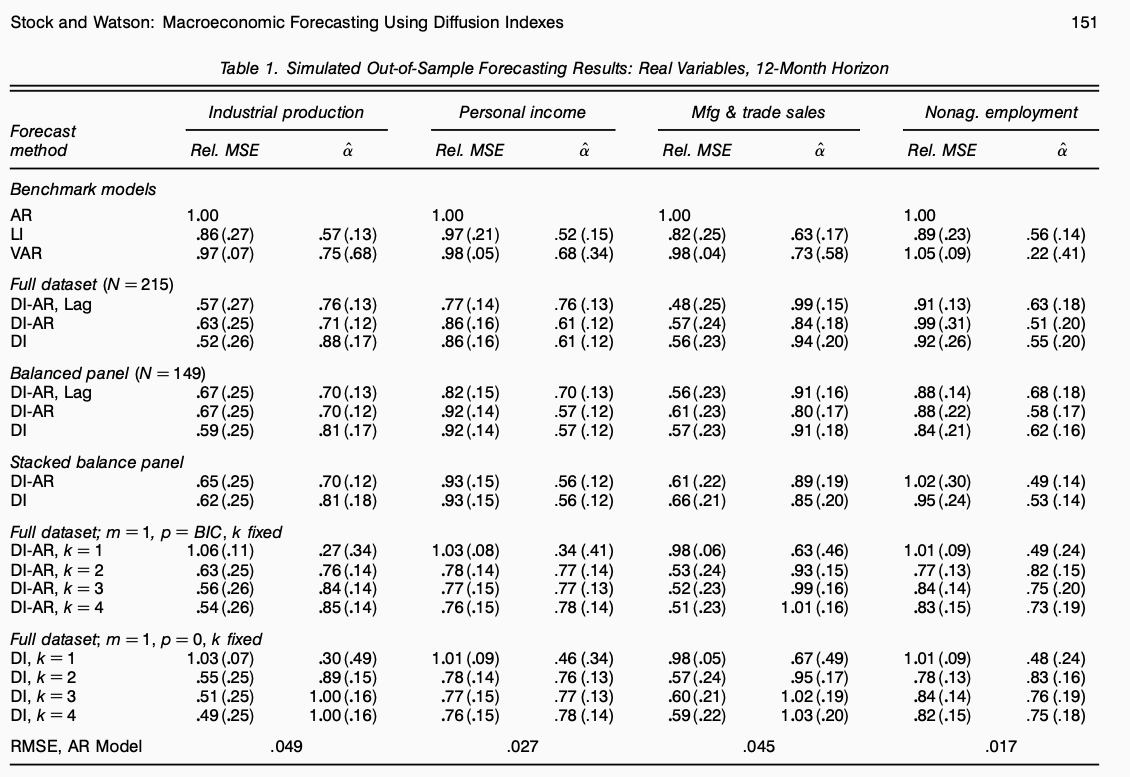 Stock and Watson: Macroeconomic Forecasting Using Diffusion Indexes 151
Table 1. Simulated Out-of-Sample Forecasting Results: Real Variables, 12-Month Horizon
Industrial production Personal income Mfg & trade sales Nonag. employment
Forecast
method Rel. MSE α̂ Rel. MSE α̂ Rel. MSE α̂ Rel. MSE α̂
Benchmark models
AR 1.00 1.00 1.00 1.00
LI .86 (.27) .57 (.13) .97 (.21) .52 (.15) .82 (.25) .63 (.17) .89 (.23) .56 (.14)
VAR .97 (.07) .75 (.68) .98 (.05) .68 (.34) .98 (.04) .73 (.58) 1.05 (.09) .22 (.41)
Full dataset (N = 215)
DI-AR, Lag .57 (.27) .76 (.13) .77 (.14) .76 (.13) .48 (.25) .99 (.15) .91 (.13) .63 (.18)
DI-AR .63 (.25) .71 (.12) .86 (.16) .61 (.12) .57 (.24) .84 (.18) .99 (.31) .51 (.20)
DI .52 (.26) .88 (.17) .86 (.16) .61 (.12) .56 (.23) .94 (.20) .92 (.26) .55 (.20)
Balanced panel (N = 149)
DI-AR, Lag .67 (.25) .70 (.13) .82 (.15) .70 (.13) .56 (.23) .91 (.16) .88 (.14) .68 (.18)
DI-AR .67 (.25) .70 (.12) .92 (.14) .57 (.12) .61 (.23) .80 (.17) .88 (.22) .58 (.17)
DI .59 (.25) .81 (.17) .92 (.14) .57 (.12) .57 (.23) .91 (.18) .84 (.21) .62 (.16)
Stacked balance panel
DI-AR .65 (.25) .70 (.12) .93 (.15) .56 (.12) .61 (.22) .89 (.19) 1.02 (.30) .49 (.14)
DI .62 (.25) .81 (.18) .93 (.15) .56 (.12) .66 (.21) .85 (.20) .95 (.24) .53 (.14)
Full dataset; m = 1, p = BIC, k fixed
DI-AR, k = 1 1.06 (.11) .27 (.34) 1.03 (.08) .34 (.41) .98 (.06) .63 (.46) 1.01 (.09) .49 (.24)
DI-AR, k = 2 .63 (.25) .76 (.14) .78 (.14) .77 (.14) .53 (.24) .93 (.15) .77 (.13) .82 (.15)
DI-AR, k = 3 .56 (.26) .84 (.14) .77 (.15) .77 (.13) .52 (.23) .99 (.16) .84 (.14) .75 (.20)
DI-AR, k = 4 .54 (.26) .85 (.14) .76 (.15) .78 (.14) .51 (.23) 1.01 (.16) .83 (.15) .73 (.19)
Full dataset; m = 1, p = 0, k fixed
DI, k = 1 1.03 (.07) .30 (.49) 1.01 (.09) .46 (.34) .98 (.05) .67 (.49) 1.01 (.09) .48 (.24)
DI, k = 2 .55 (.25) .89 (.15) .78 (.14) .76 (.13) .57 (.24) .95 (.17) .78 (.13) .83 (.16)
DI, k = 3 .51 (.25) 1.00 (.16) .77 (.15) .77 (.13) .60 (.21) 1.02 (.19) .84 (.14) .76 (.19)
DI, k = 4 .49 (.25) 1.00 (.16) .76 (.15) .78 (.14) .59 (.22) 1.03 (.20) .82 (.15) .75 (.18)
RMSE, AR Model .049 .027 .045 .017